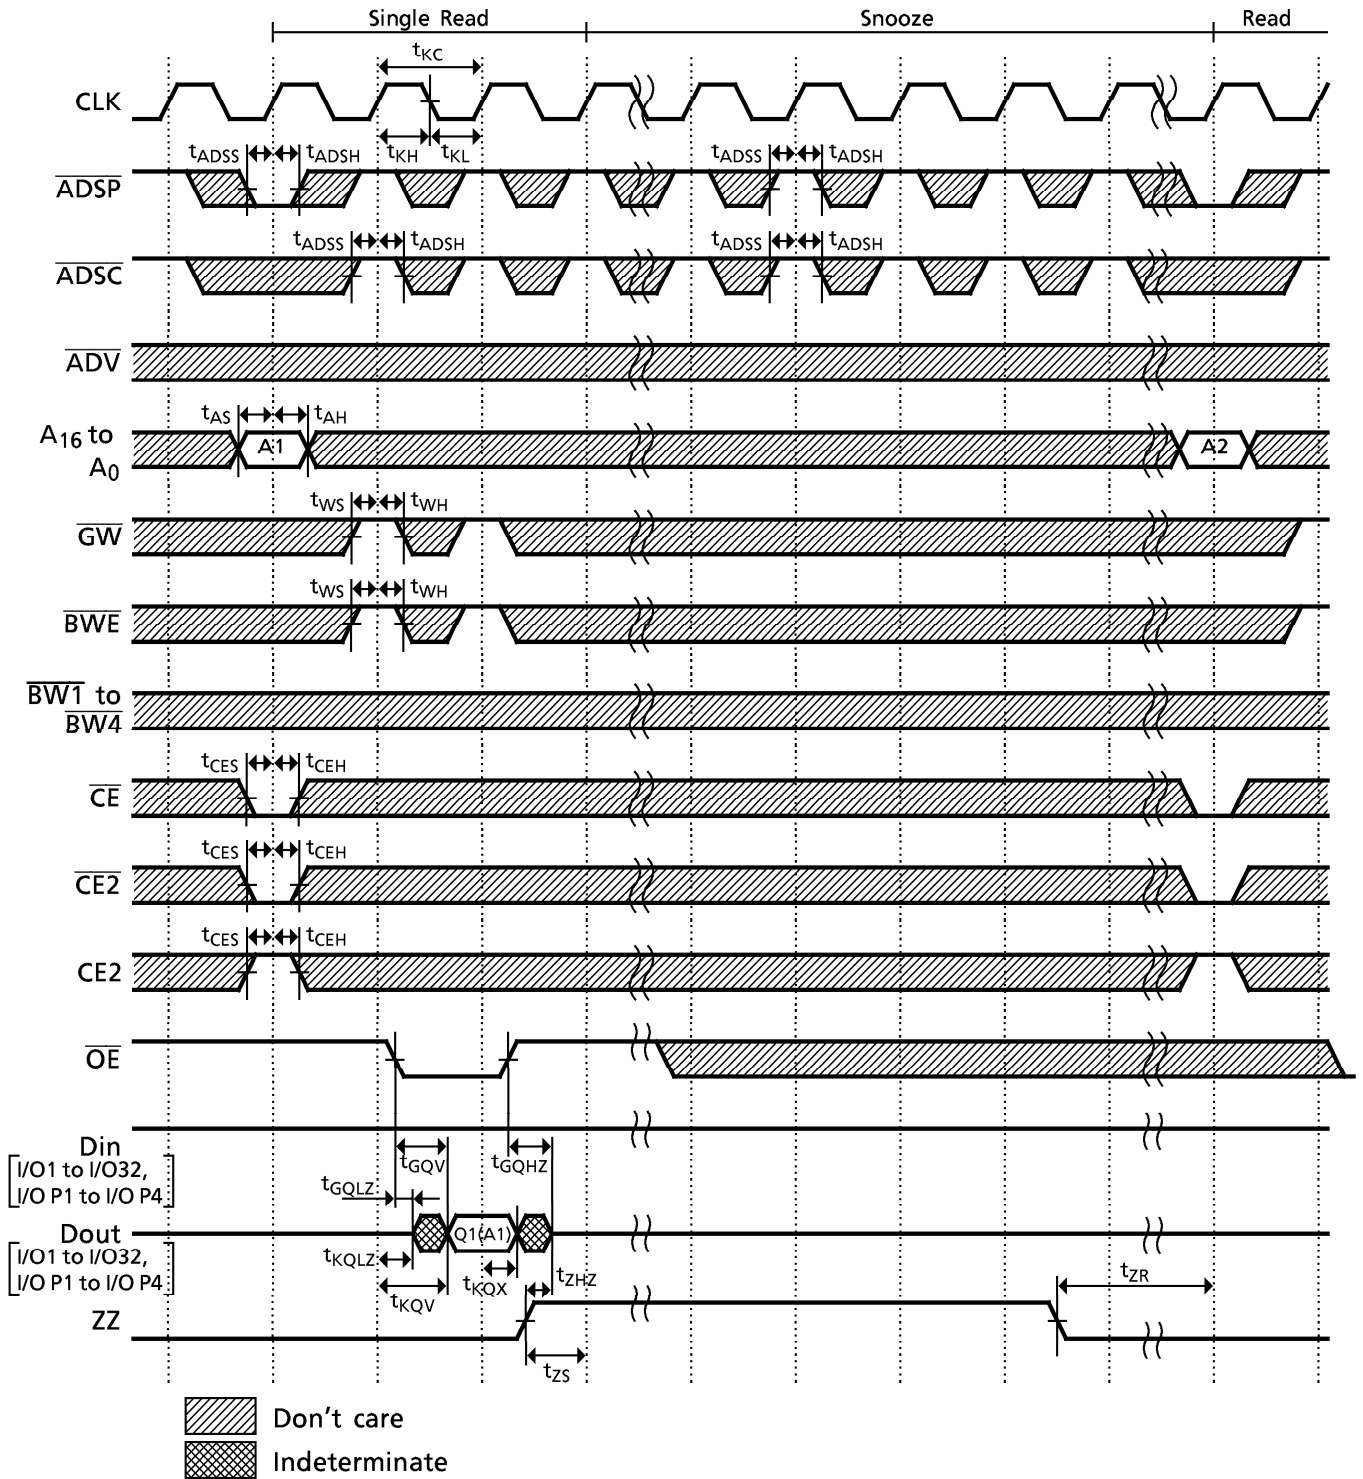 Single Read Snooze Read
tKC
CLK
tADSS tADSH tKH tKL tADSS tADSH
ADSP
tADSS tADSH tADSS tADSH
ADSC
ADV
tAS tAH
A16 to
A0
A1 A2
tWS tWH
GW
tWS tWH
BWE
BW1 to
BW4
tCES tCEH
CE
tCES tCEH
CE2
tCES tCEH
CE2
OE
Din
I/O1 to I/O32,
I/O P1 to I/O P4
tGQV tGQHZ
tGQLZ
Dout
Q1(A1)
I/O1 to I/O32,
I/O P1 to I/O P4
tKQLZ
tKQX tZHZ tZR
tKQV
ZZ
tZS
Don't care
Indeterminate